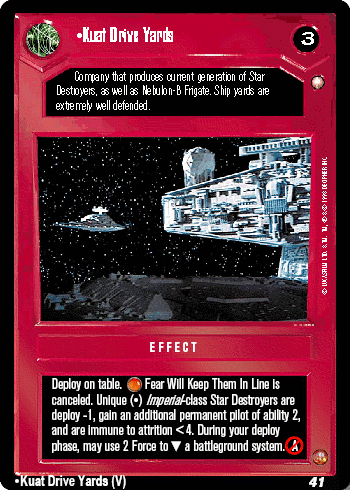 •Kuat Drive Yards
3
Company that produces current generation of Star
Destroyers, as well as Nebulon-B Frigate. Ship yards are
extremely well defended.
EFFECT
Deploy on table. Fear Will Keep Them In Line is
canceled. Unique (•) Imperial-class Star Destroyers are
deploy -1, gain an additional permanent pilot of ability 2,
and are immune to attrition < 4. During your deploy
phase, may use 2 Force to ▼ a battleground system. A
•Kuat Drive Yards (V)
41